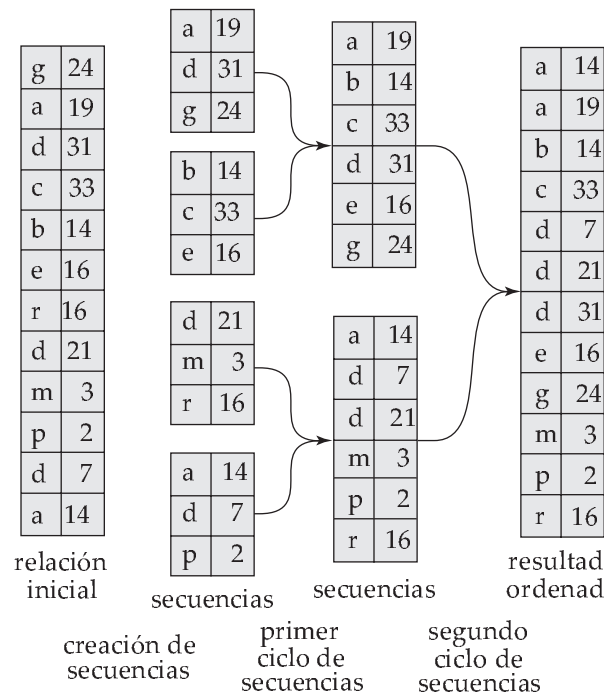 g 24
a 19
d 31
c 33
b 14
e 16
r 16
d 21
m 3
p 2
d 7
a 14
relación
inicial
a 19
d 31
g 24
b 14
c 33
e 16
d 21
m 3
r 16
a 14
d 7
p 2
secuencias
a 19
b 14
c 33
d 31
e 16
g 24
a 14
d 7
d 21
m 3
p 2
r 16
secuencias
a 14
a 19
b 14
c 33
d 7
d 21
d 31
e 16
g 24
m 3
p 2
r 16
resultad
ordenad
creación de
secuencias
primer
ciclo de
secuencias
segundo
ciclo de
secuencias